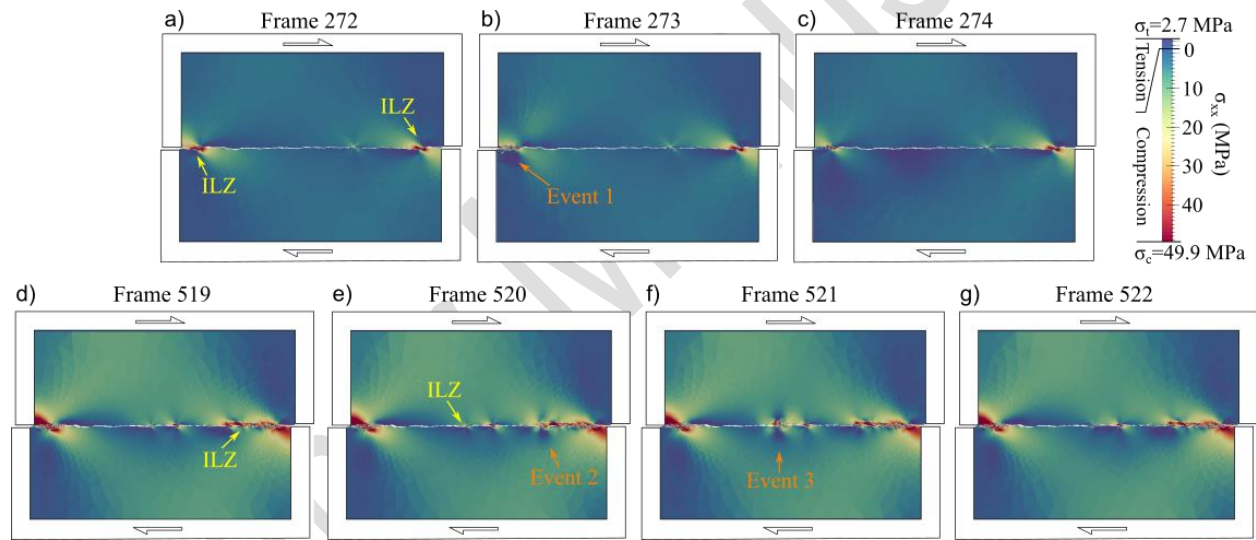 a) Frame 272
b) Frame 273
c) Frame 274
σt=2.7 MPa
0
10
20
30
40
Tension
Compression
σxx (MPa)
σc=49.9 MPa
ILZ
ILZ
Event 1
d) Frame 519
e) Frame 520
f) Frame 521
g) Frame 522
ILZ
ILZ
Event 2
Event 3